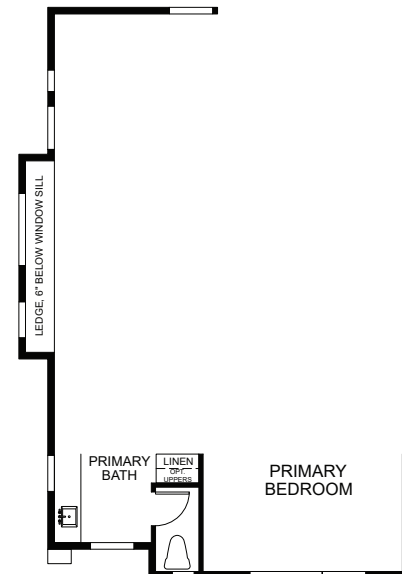 LEDGE, 6" BELOW WINDOW SILL
PRIMARY
BATH
LINEN
OPT.
UPPERS
PRIMARY
BEDROOM